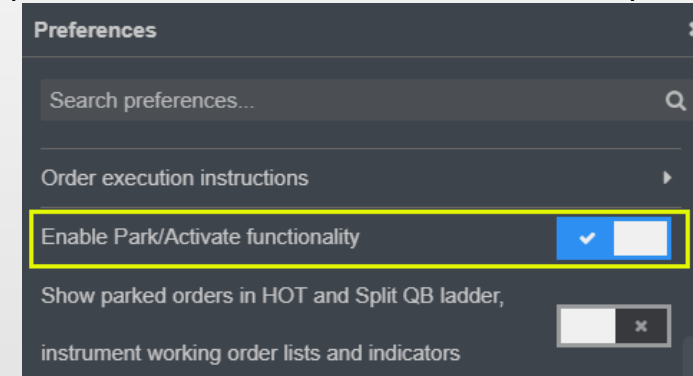 Preferences
Search preferences...
Order execution instructions
Enable Park/Activate functionality
Show parked orders in HOT and Split QB ladder,
instrument working order lists and indicators